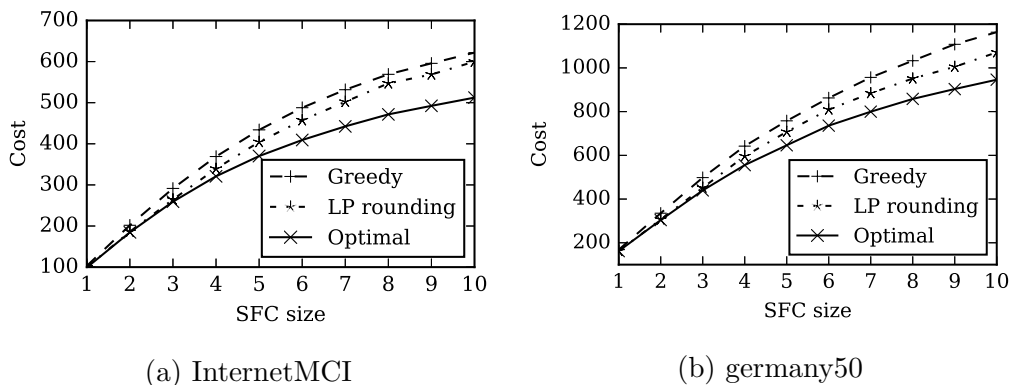 700
600
500
400
300
200
100
Cost
Greedy
LP rounding
Optimal
1 2 3 4 5 6 7 8 9 10
SFC size
(a) InternetMCI
1200
1000
800
600
400
200
Cost
Greedy
LP rounding
Optimal
1 2 3 4 5 6 7 8 9 10
SFC size
(b) germany50